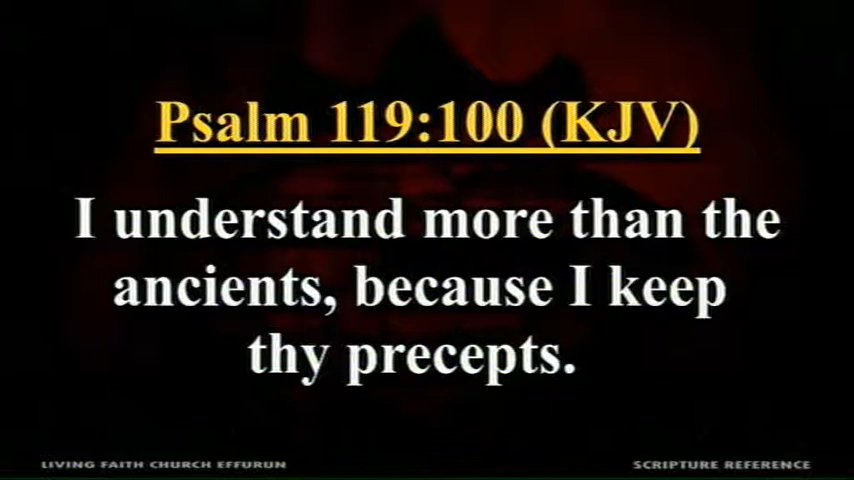 Psalm 119:100 (KJV)
I understand more than the
ancients, because I keep
thy precepts.
LIVING FAITH CHURCH EFFURUN
SCRIPTURE REFERENCE